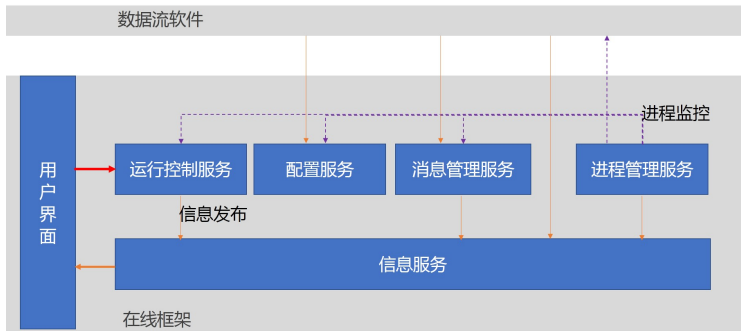 数据流软件
进程监控
用户界面
运行控制服务
配置服务
消息管理服务
进程管理服务
信息发布
信息服务
在线框架